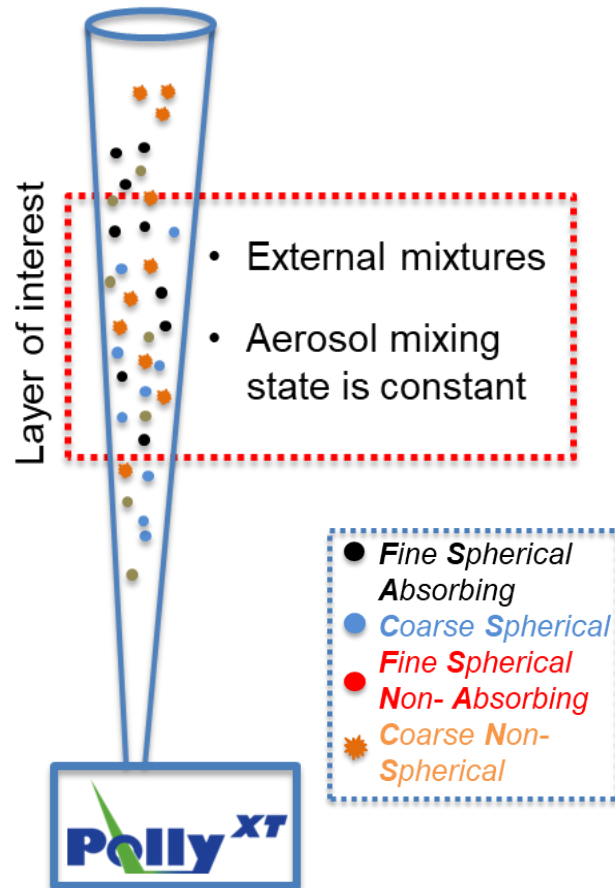 Layer of interest
• External mixtures
• Aerosol mixing
state is constant
Fine Spherical
Absorbing
Coarse Spherical
Fine Spherical
Non- Absorbing
Coarse Non-
Spherical
Polly XT